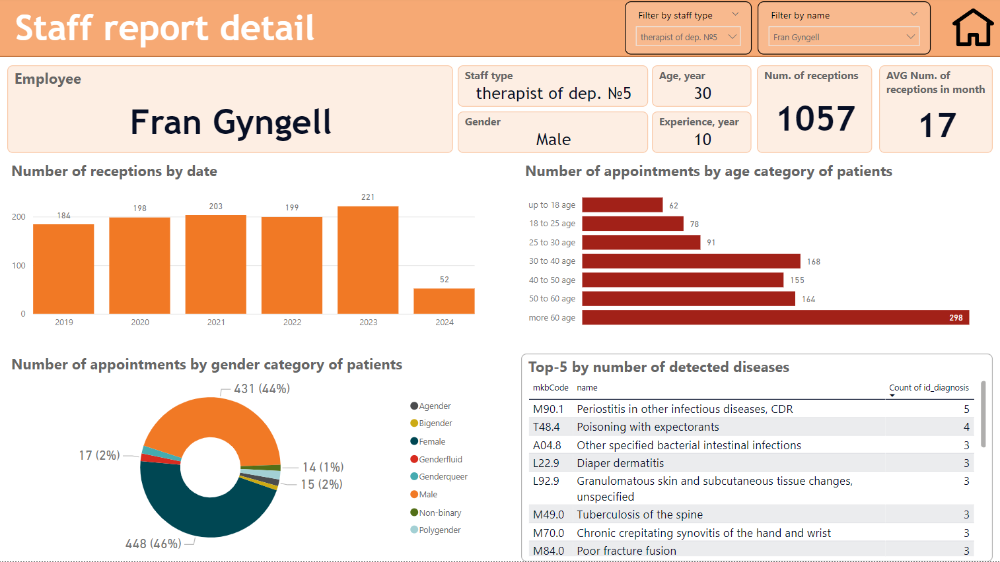 Staff report detail
Filter by staff type
therapist of dep. №5
Filter by name
Fran Gyngell
Employee
Fran Gyngell
Staff type
therapist of dep. №5
Gender
Male
Age, year
30
Experience, year
10
Num. of receptions
1057
AVG Num. of
receptions in month
17
Number of receptions by date
200
100
0
184
198
203
199
221
52
2019
2020
2021
2022
2023
2024
Number of appointments by age category of patients
up to 18 age 62
18 to 25 age 78
25 to 30 age 91
30 to 40 age 168
40 to 50 age 155
50 to 60 age 164
more 60 age 298
Number of appointments by gender category of patients
431 (44%)
17 (2%)
14 (1%)
15 (2%)
448 (46%)
Agender
Bigender
Female
Genderfluid
Genderqueer
Male
Non-binary
Polygender
Top-5 by number of detected diseases
mkbCode name Count of id_diagnosis
M90.1 Periostitis in other infectious diseases, CDR 5
T48.4 Poisoning with expectorants 4
A04.8 Other specified bacterial intestinal infections 3
L22.9 Diaper dermatitis 3
L92.9 Granulomatous skin and subcutaneous tissue changes, 3
unspecified
M49.0 Tuberculosis of the spine 3
M70.0 Chronic crepitating synovitis of the hand and wrist 3
M84.0 Poor fracture fusion 3